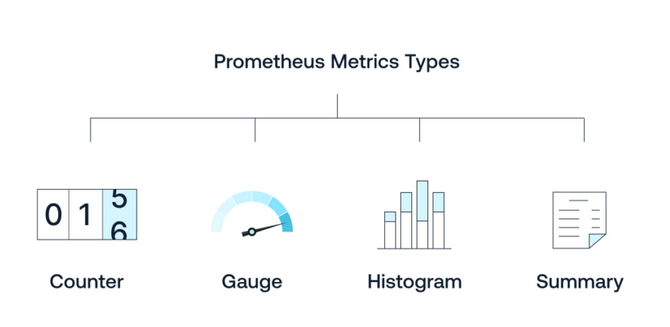 Prometheus Metrics Types
0 1 5
6
Counter
Gauge
Histogram
Summary